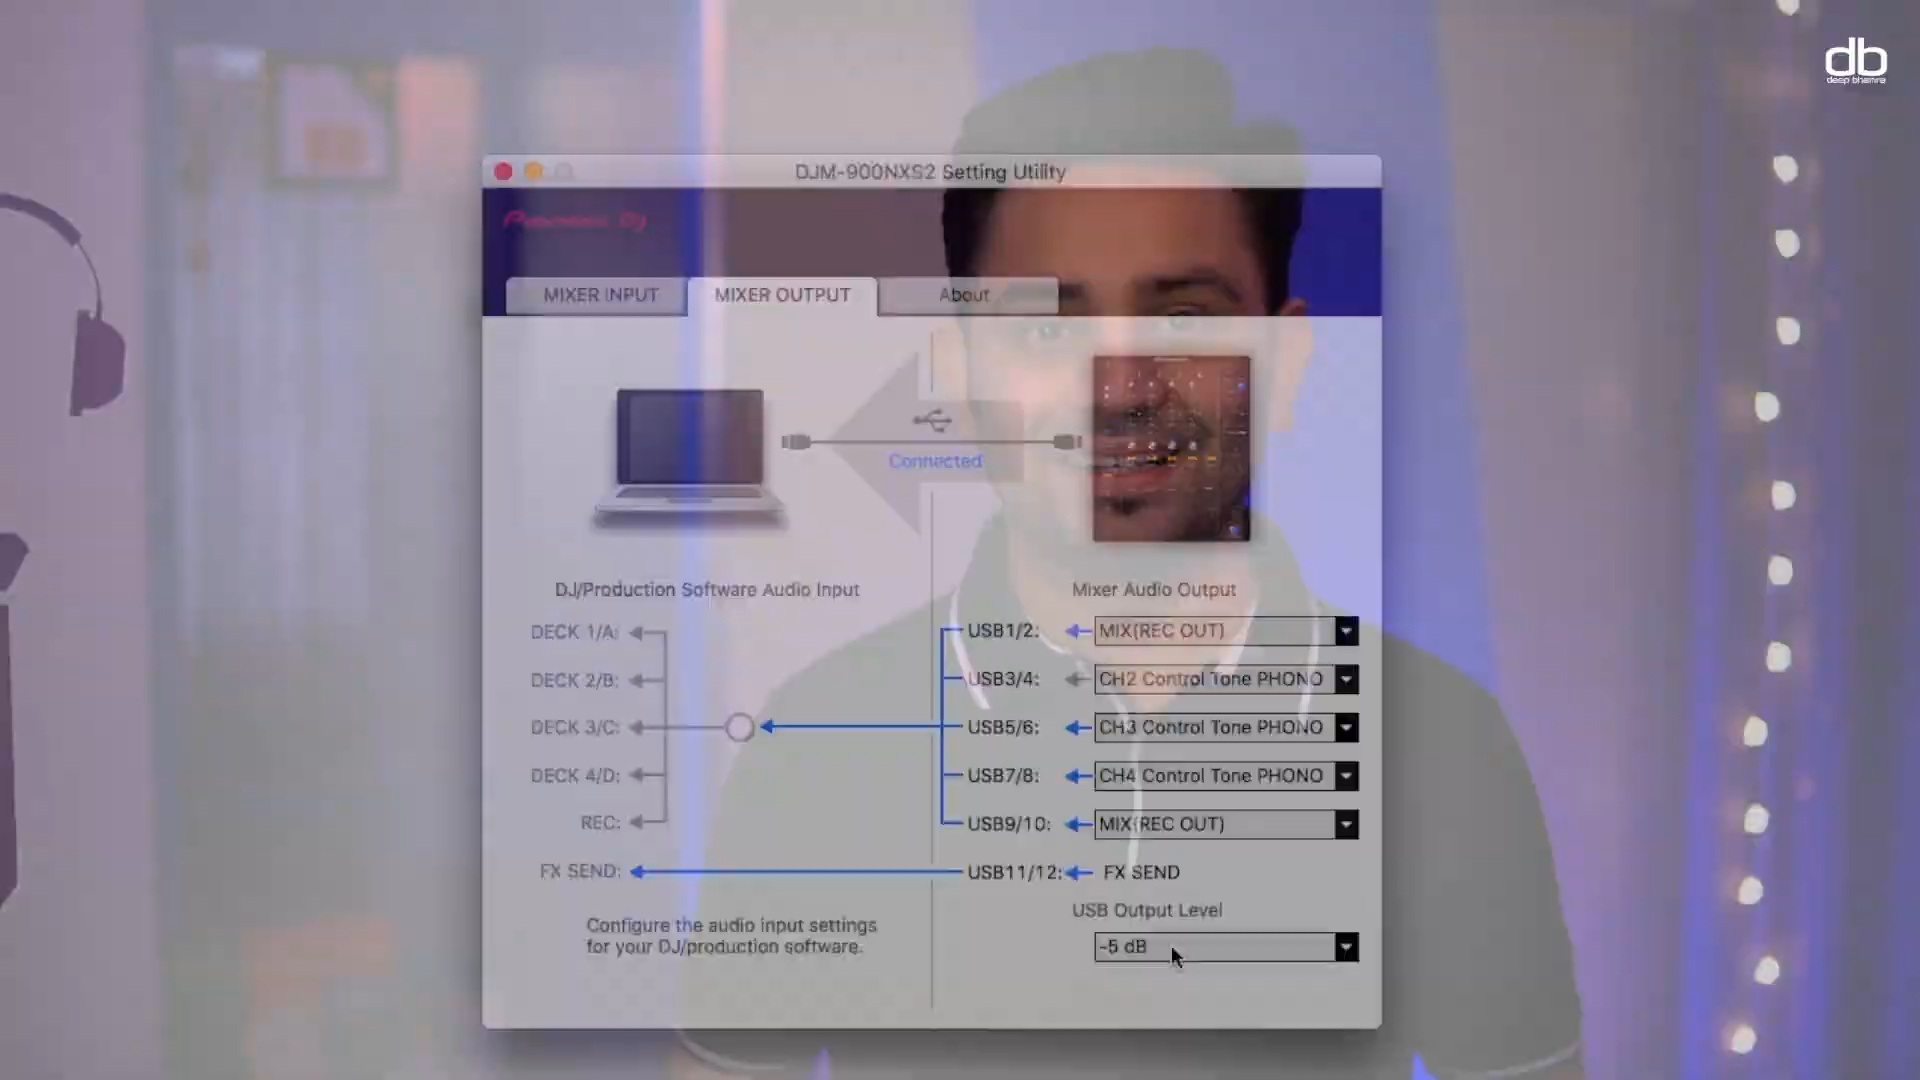 db
deep bhamra
DJM-900NXS2 Setting Utility
Pioneer Dj
MIXER INPUT
MIXER OUTPUT
About
Connected
DJ/Production Software Audio Input
Mixer Audio Output
DECK 1/A:
DECK 2/B:
DECK 3/C:
DECK 4/D:
REC:
FX SEND:
USB1/2: MIX(REC OUT)
USB3/4: CH2 Control Tone PHONO
USB5/6: CH3 Control Tone PHONO
USB7/8: CH4 Control Tone PHONO
USB9/10: MIX(REC OUT)
USB11/12: FX SEND
USB Output Level
-5 dB
Configure the audio input settings
for your DJ/production software.